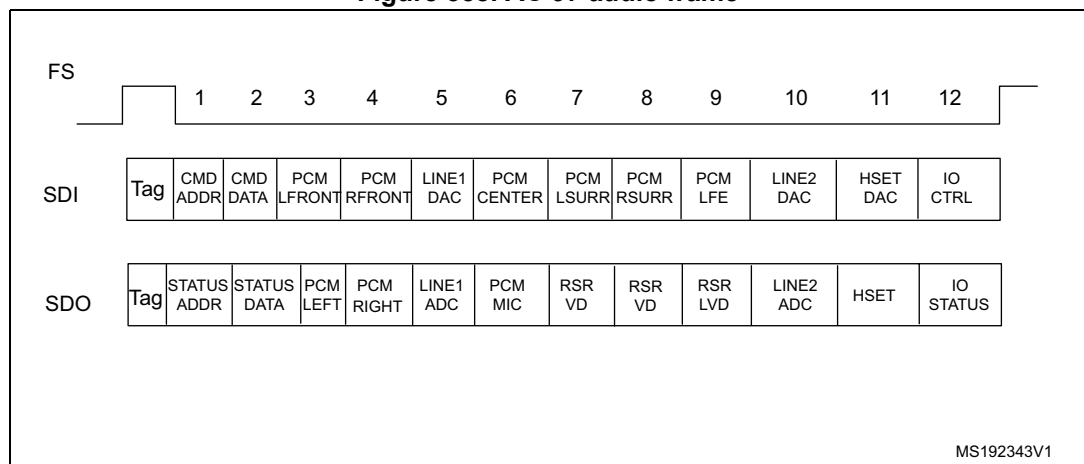 Figure audio frame
FS
1 2 3 4 5 6 7 8 9 10 11 12
SDI
Tag
CMD ADDR
CMD DATA
PCM LFRONT
PCM RFRONT
LINE1 DAC
PCM CENTER
PCM LSURR
PCM RSURR
PCM LFE
LINE2 DAC
HSET DAC
IO CTRL
SDO
Tag
STATUS ADDR
STATUS DATA
PCM LEFT
PCM RIGHT
LINE1 ADC
PCM MIC
RSR VD
RSR VD
RSR LVD
LINE2 ADC
HSET
IO STATUS
MS192343V1